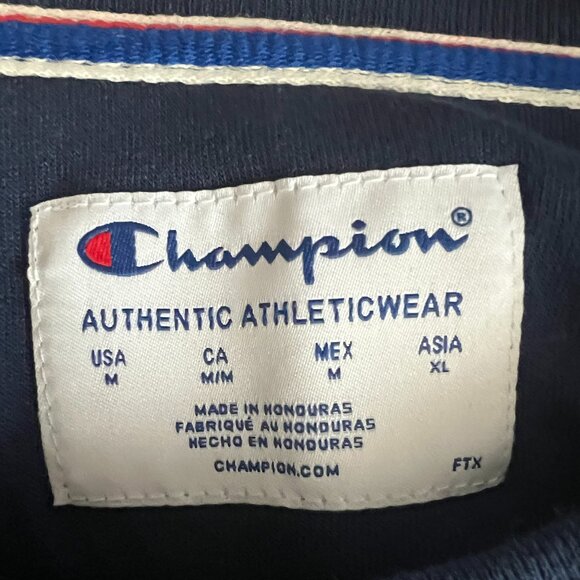 Champion®
AUTHENTIC ATHLETICWEAR
USA CA MEX ASIA
M M/M M XL
MADE IN HONDURAS
FABRIQUÉ AU HONDURAS
HECHO EN HONDURAS
CHAMPION.COM FTX